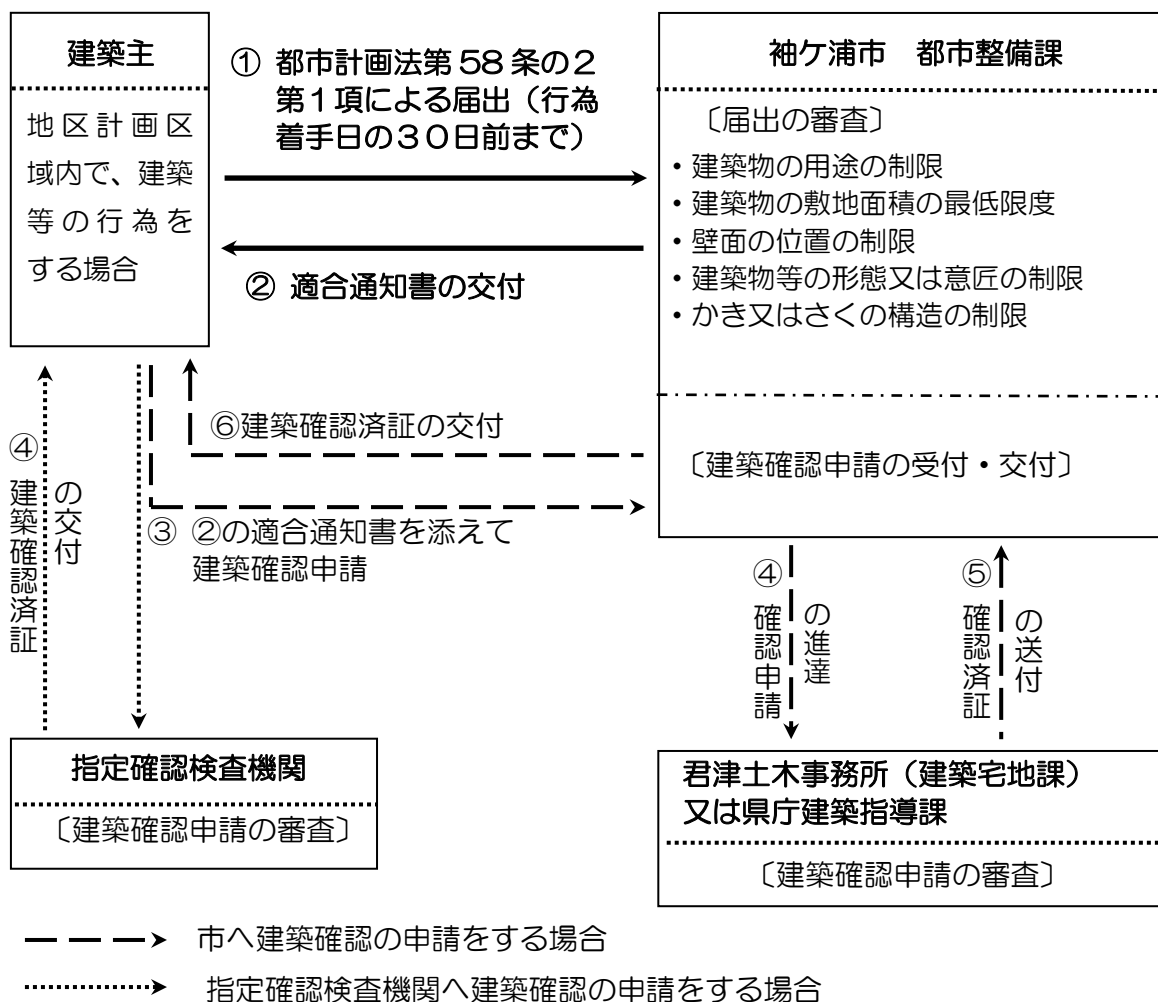 建築主
地区計画区
域内で、建築
等の行為を
する場合
① 都市計画法第58条の2
第1項による届出（行為
着手日の30日前まで）
② 適合通知書の交付
袖ケ浦市　都市整備課
〔届出の審査〕
・建築物の用途の制限
・建築物の敷地面積の最低限度
・壁面の位置の制限
・建築物等の形態又は意匠の制限
・かき又はさくの構造の制限
〔建築確認申請の受付・交付〕
⑥建築確認済証の交付
③ ②の適合通知書を添えて
建築確認申請
④建築確認済証
の交付
④確認申請
の進達
⑤確認済証
の送付
指定確認検査機関
〔建築確認申請の審査〕
君津土木事務所（建築宅地課）
又は県庁建築指導課
〔建築確認申請の審査〕
市へ建築確認の申請をする場合
指定確認検査機関へ建築確認の申請をする場合